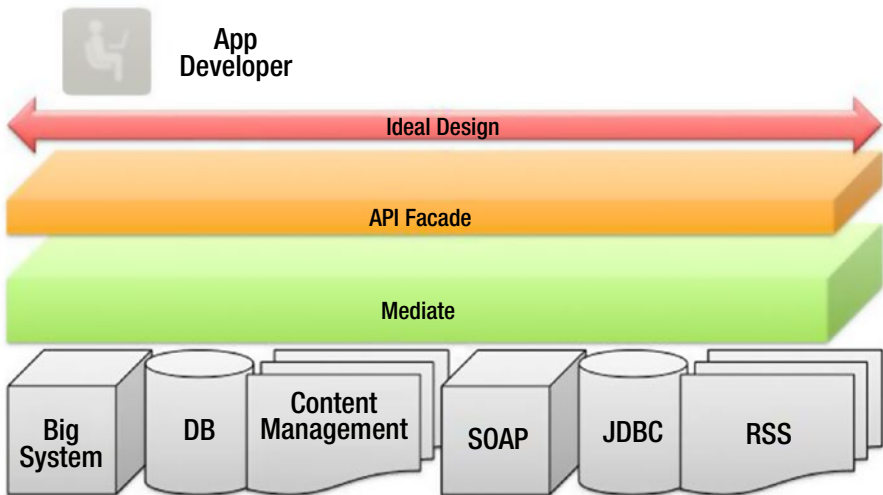 App
Developer
Ideal Design
API Facade
Mediate
Big
System
DB
Content
Management
SOAP
JDBC
RSS